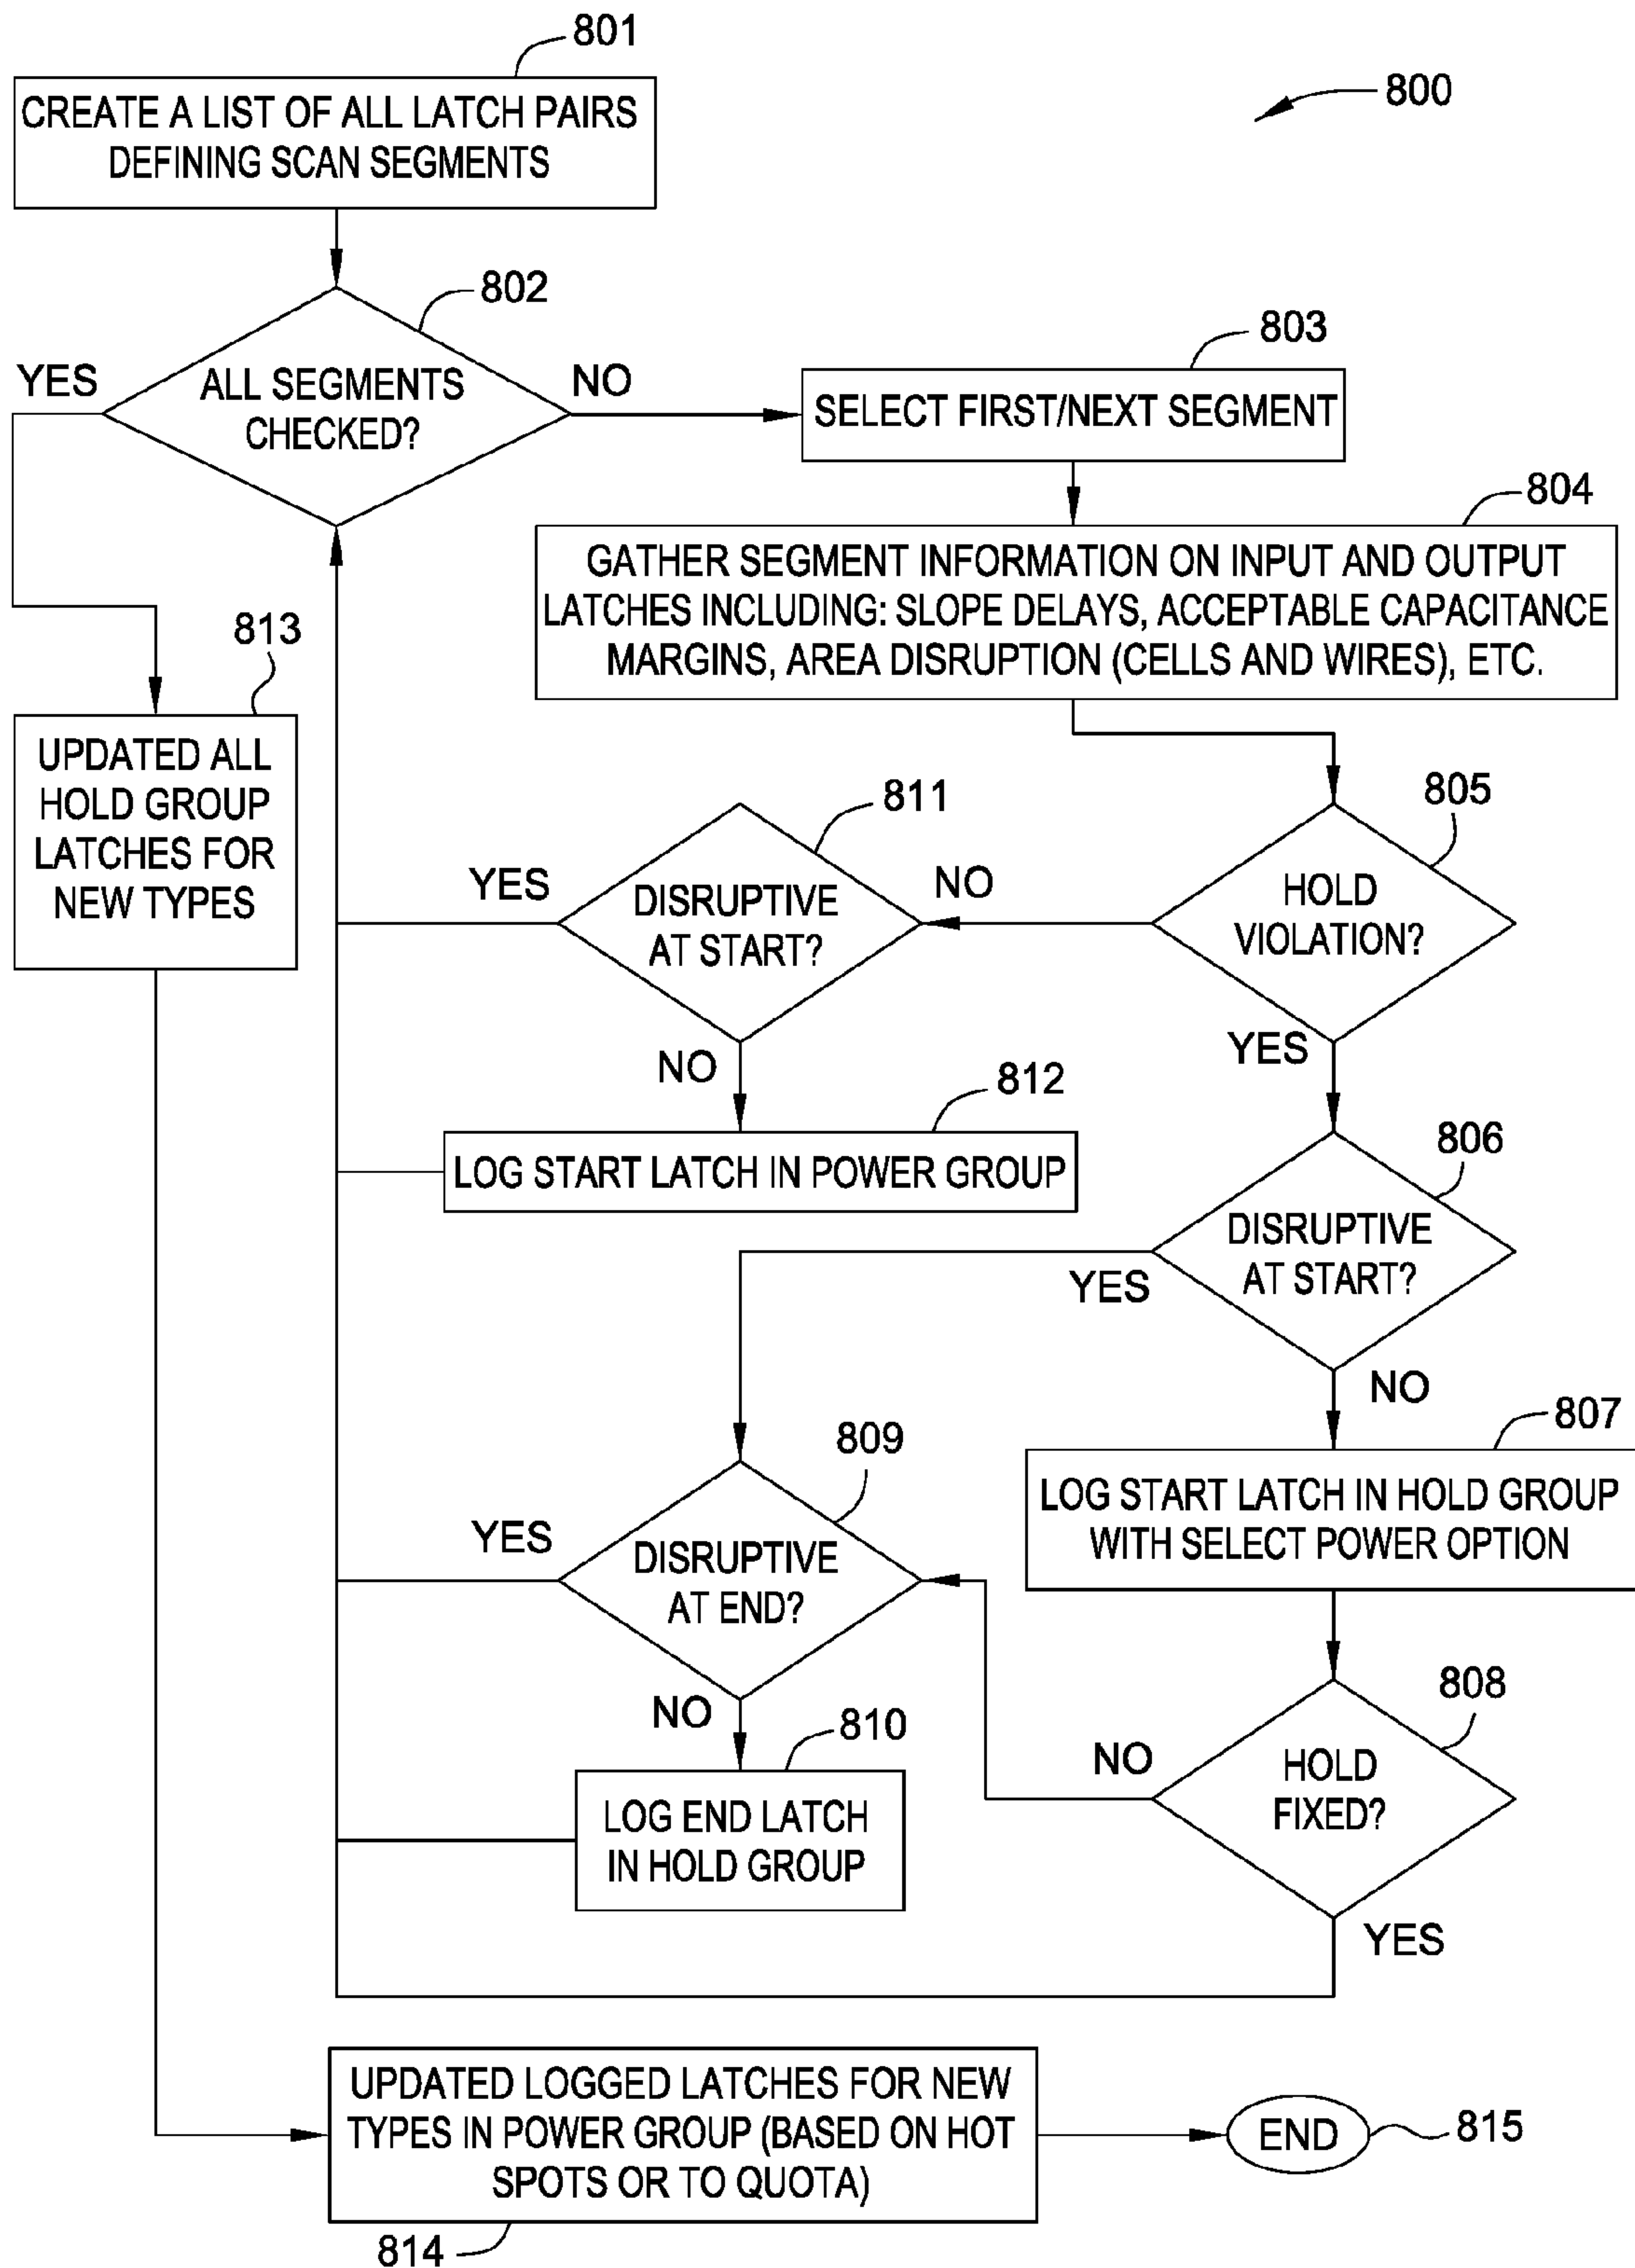 801
800
CREATE A LIST OF ALL LATCH PAIRS
DEFINING SCAN SEGMENTS
802
ALL SEGMENTS
CHECKED?
YES
NO
803
SELECT FIRST/NEXT SEGMENT
804
GATHER SEGMENT INFORMATION ON INPUT AND OUTPUT
LATCHES INCLUDING: SLOPE DELAYS, ACCEPTABLE CAPACITANCE
MARGINS, AREA DISRUPTION (CELLS AND WIRES), ETC.
813
UPDATED ALL
HOLD GROUP
LATCHES FOR
NEW TYPES
805
HOLD
VIOLATION?
NO
YES
811
DISRUPTIVE
AT START?
YES
NO
812
LOG START LATCH IN POWER GROUP
806
DISRUPTIVE
AT START?
YES
NO
807
LOG START LATCH IN HOLD GROUP
WITH SELECT POWER OPTION
809
DISRUPTIVE
AT END?
YES
NO
808
HOLD
FIXED?
NO
YES
810
LOG END LATCH
IN HOLD GROUP
UPDATED LOGGED LATCHES FOR NEW
TYPES IN POWER GROUP (BASED ON HOT
SPOTS OR TO QUOTA)
814
END
815